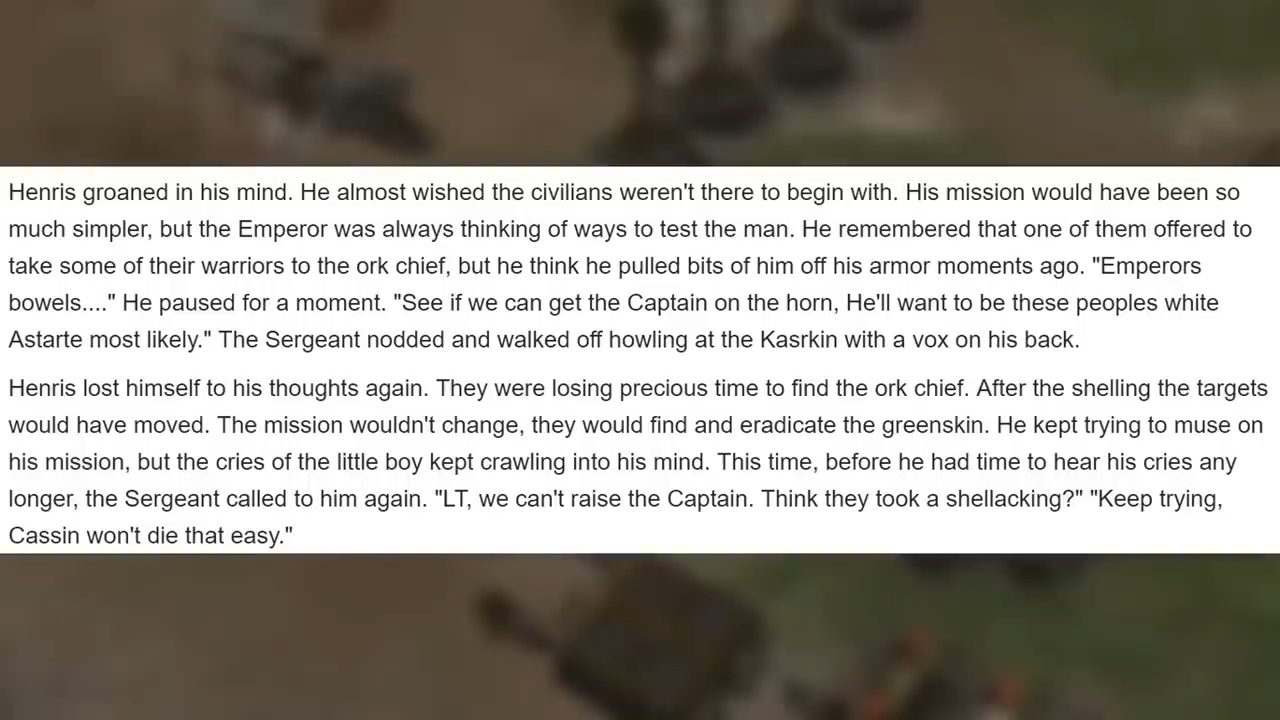 Henris groaned in his mind. He almost wished the civilians weren't there to begin with. His mission would have been so
much simpler, but the Emperor was always thinking of ways to test the man. He remembered that one of them offered to
take some of their warriors to the ork chief, but he think he pulled bits of him off his armor moments ago. "Emperors
bowels...." He paused for a moment. "See if we can get the Captain on the horn, He'll want to be these peoples white
Astarte most likely." The Sergeant nodded and walked off howling at the Kasrkin with a vox on his back.
Henris lost himself to his thoughts again. They were losing precious time to find the ork chief. After the shelling the targets
would have moved. The mission wouldn't change, they would find and eradicate the greenskin. He kept trying to muse on
his mission, but the cries of the little boy kept crawling into his mind. This time, before he had time to hear his cries any
longer, the Sergeant called to him again. "LT, we can't raise the Captain. Think they took a shellacking?" "Keep trying,
Cassin won't die that easy."